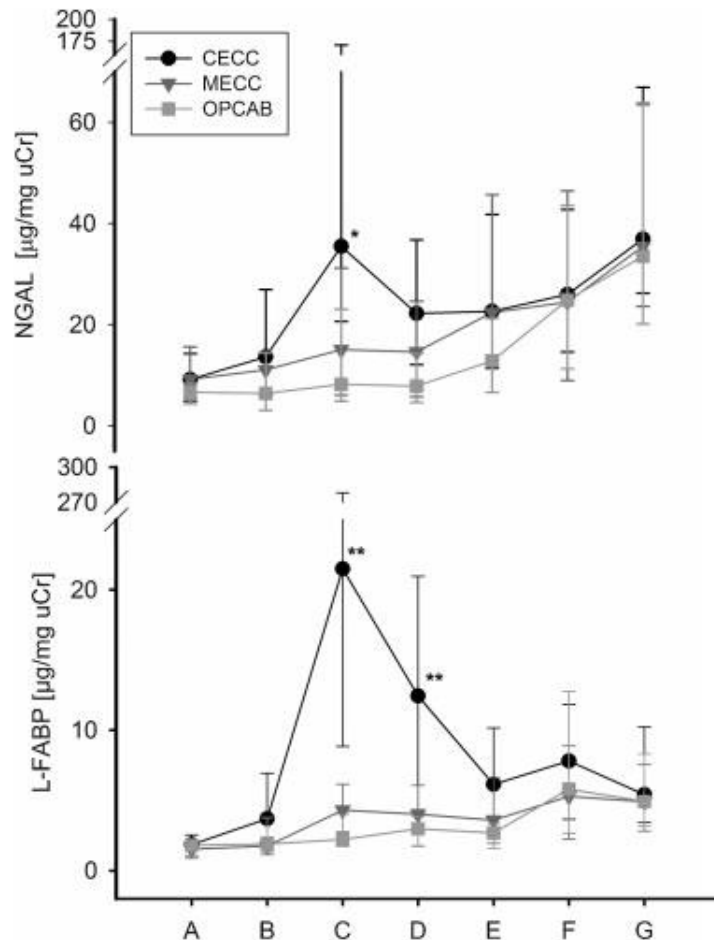 200
175
CECC
MECC
OPCAB
60
40
20
0
NGAL [µg/mg uCr]
*
300
270
20
10
0
L-FABP [µg/mg uCr]
**
**
A B C D E F G